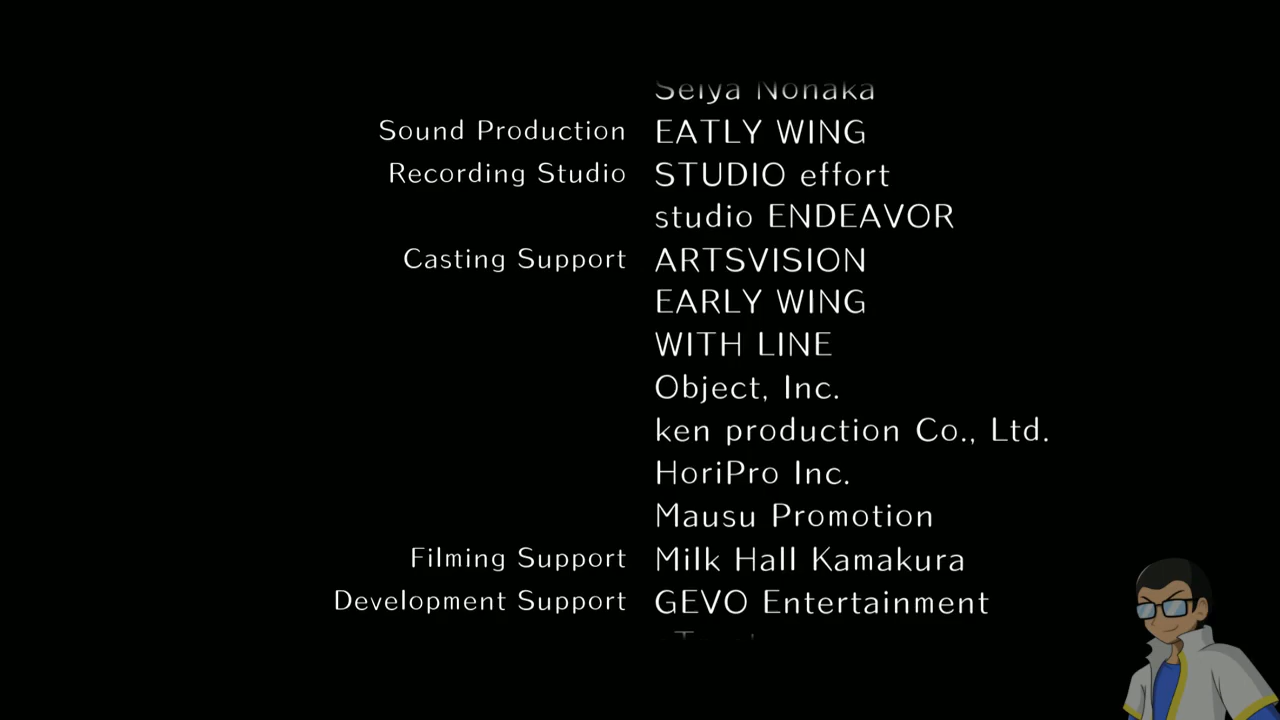 Seiya Nonaka
Sound Production EATLY WING
Recording Studio STUDIO effort
studio ENDEAVOR
Casting Support ARTSVISION
EARLY WING
WITH LINE
Object, Inc.
ken production Co., Ltd.
HoriPro Inc.
Mausu Promotion
Filming Support Milk Hall Kamakura
Development Support GEVO Entertainment